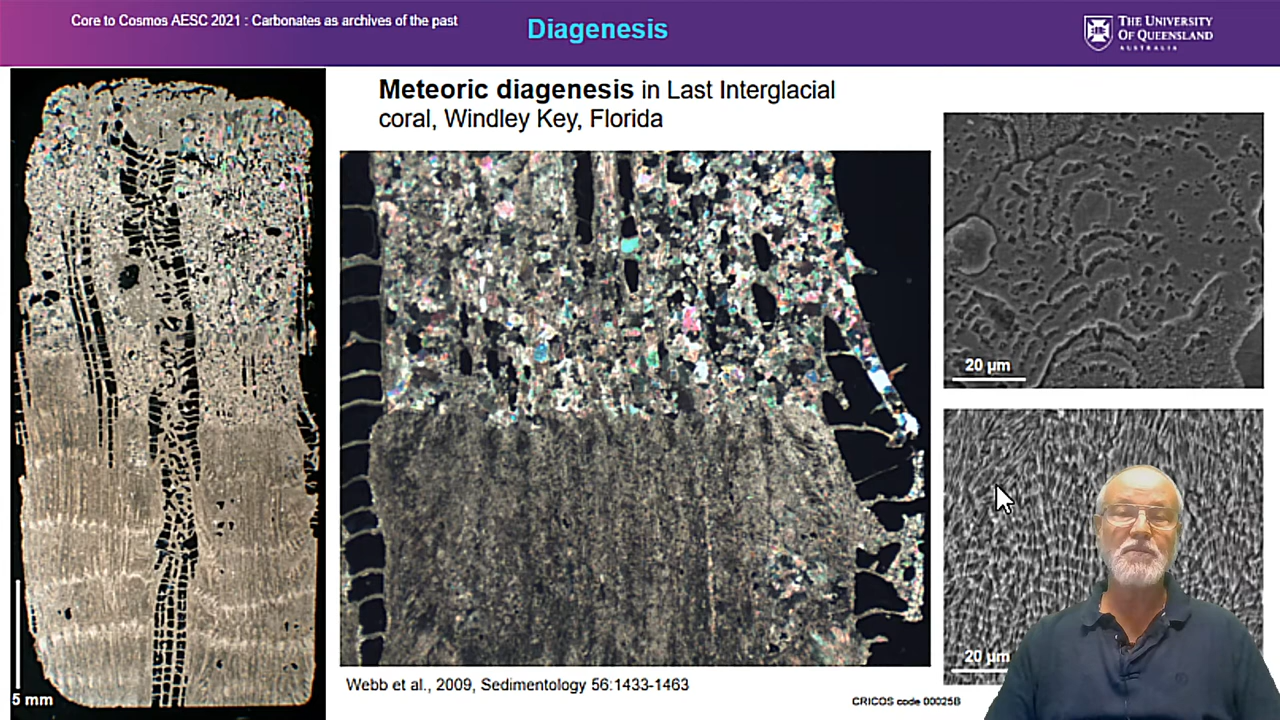 Core to Cosmos AESC 2021 : Carbonates as archives of the past
Diagenesis
THE UNIVERSITY
OF QUEENSLAND
AUSTRALIA
Meteoric diagenesis in Last Interglacial
coral, Windley Key, Florida
20 µm
20 µm
5 mm
Webb et al., 2009, Sedimentology 56:1433-1463
CRICOS code 00025B